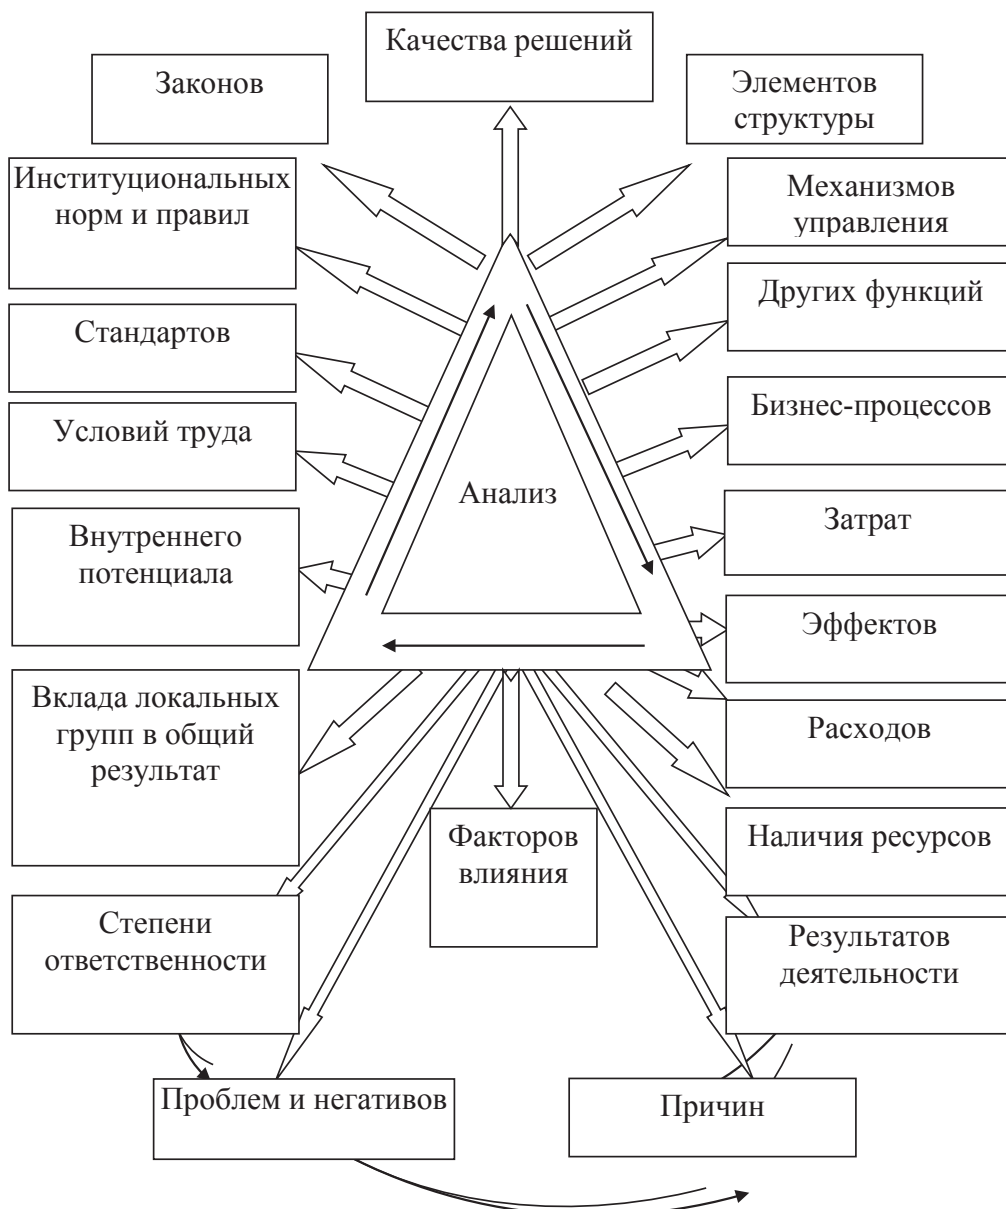 Качества решений
Законов
Элементов
структуры
Институциональных
норм и правил
Механизмов
управления
Стандартов
Других функций
Условий труда
Бизнес-процессов
Анализ
Внутреннего
потенциала
Затрат
Эффектов
Вклада локальных
групп в общий
результат
Расходов
Факторов
влияния
Наличия ресурсов
Степени
ответственности
Результатов
деятельности
Проблем и негативов
Причин